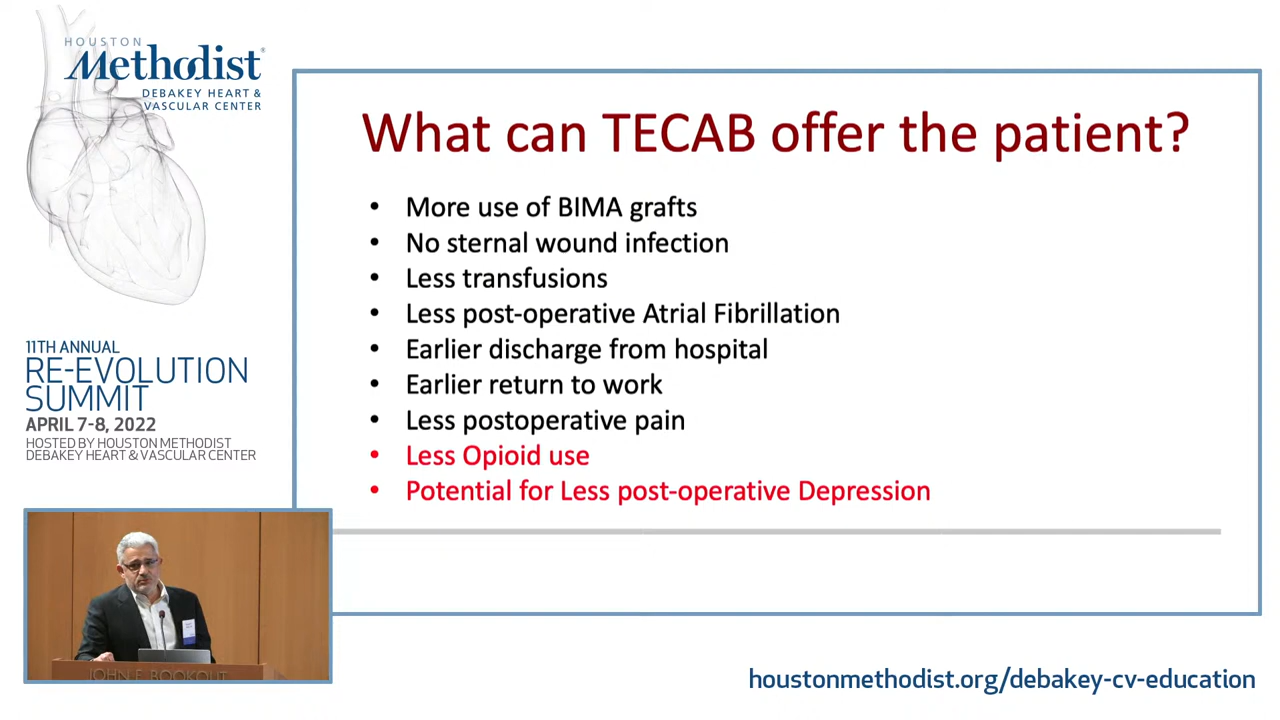 HOUSTON
Methodist®
DEBAKEY HEART &
VASCULAR CENTER
What can TECAB offer the patient?
• More use of BIMA grafts
• No sternal wound infection
• Less transfusions
• Less post-operative Atrial Fibrillation
• Earlier discharge from hospital
• Earlier return to work
• Less postoperative pain
• Less Opioid use
• Potential for Less post-operative Depression
11TH ANNUAL
RE-EVOLUTION
SUMMIT
APRIL 7-8, 2022
HOSTED BY HOUSTON METHODIST
DEBAKEY HEART & VASCULAR CENTER
JOHN F. BOOKOUT
houstonmethodist.org/debakey-cv-education